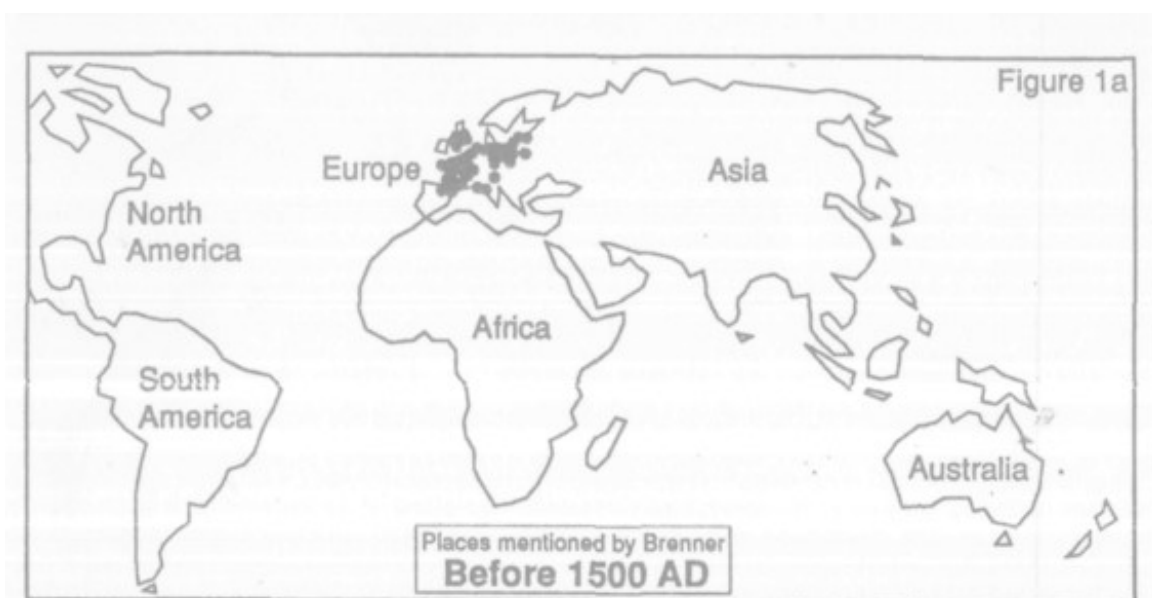 Figure 1a
Europe
Asia
North
America
Africa
South
America
Australia
Places mentioned by Brenner
Before 1500 AD